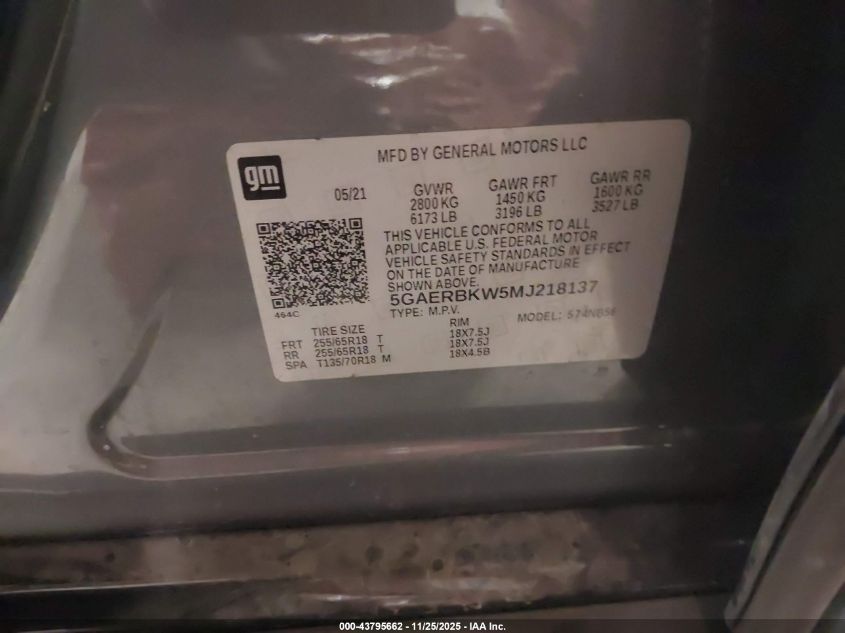 gm
MFD BY GENERAL MOTORS LLC
05/21
GVWR
2800 KG
6173 LB
GAWR FRT
1450 KG
3196 LB
GAWR RR
1600 KG
3527 LB
THIS VEHICLE CONFORMS TO ALL
APPLICABLE U.S. FEDERAL MOTOR
VEHICLE SAFETY STANDARDS IN EFFECT
ON THE DATE OF MANUFACTURE
SHOWN ABOVE.
464C
5GAERBKW5MJ218137
TYPE: M.P.V. MODEL: 574NB56
TIRE SIZE RIM
FRT 255/65R18 T 18X7.5J
RR 255/65R18 T 18X7.5J
SPA T135/70R18 M 18X4.5B
000-43795662 - 11/25/2025 - IAA Inc.